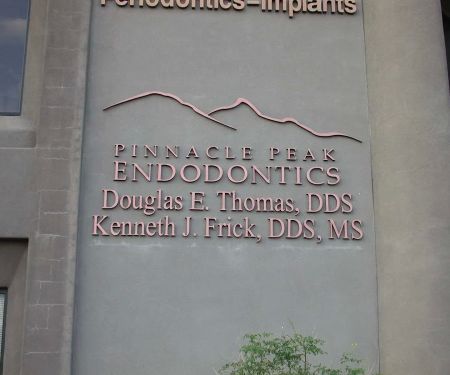 Periodontics-Implants
PINNACLE PEAK
ENDODONTICS
Douglas E. Thomas, DDS
Kenneth J. Frick, DDS, MS